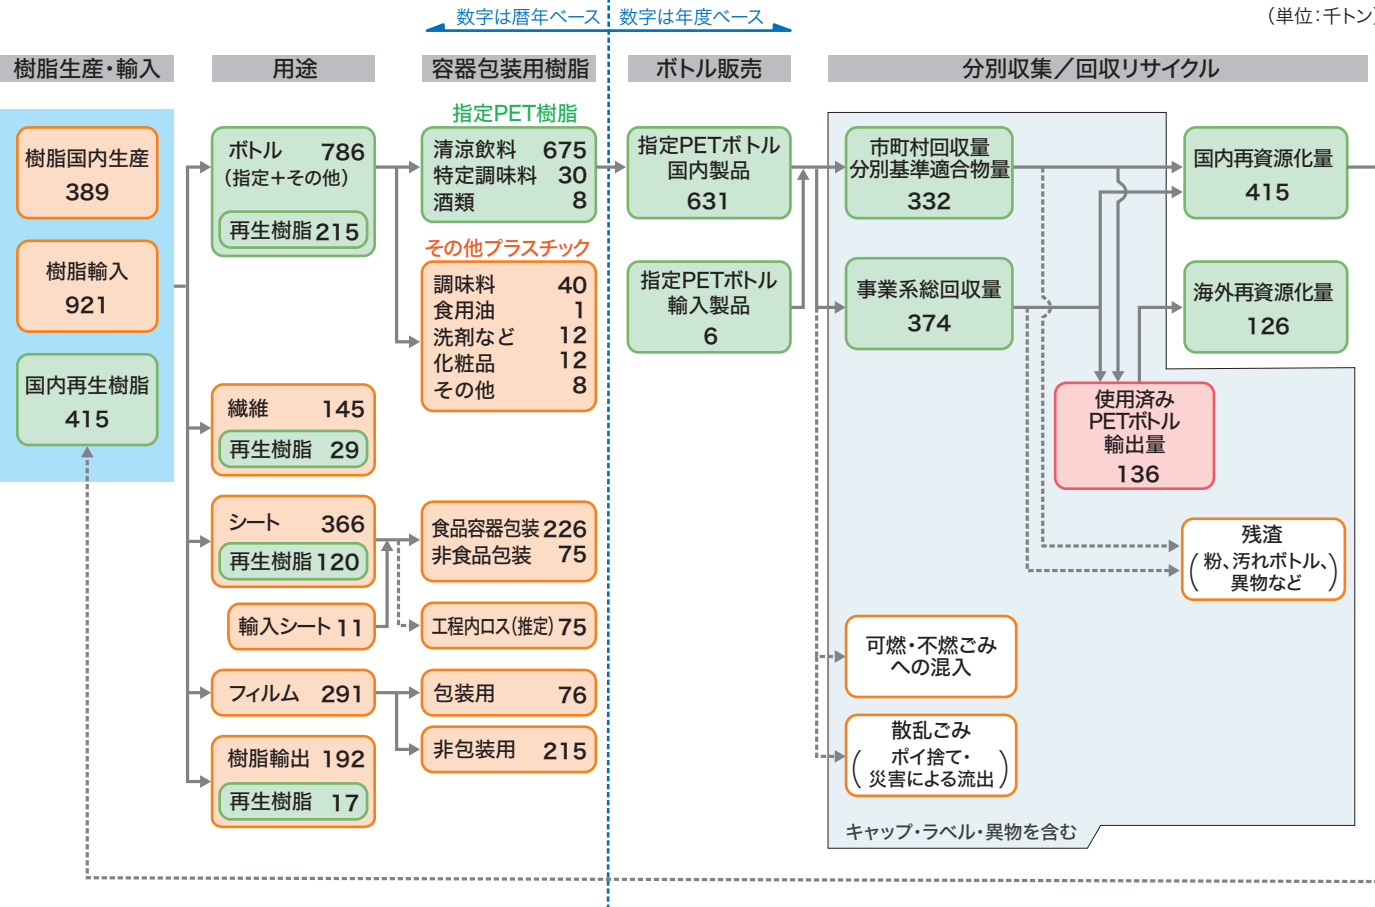 数字は暦年ベース 数字は年度ベース
(単位:千トン)
樹脂生産・輸入
用途
容器包装用樹脂
ボトル販売
分別収集/回収リサイクル
樹脂国内生産
389
樹脂輸入
921
国内再生樹脂
415
ボトル 786
(指定+その他)
再生樹脂 215
繊維 145
再生樹脂 29
シート 366
再生樹脂 120
輸入シート 11
フィルム 291
樹脂輸出 192
再生樹脂 17
指定PET樹脂
清涼飲料 675
特定調味料 30
酒類 8
その他プラスチック
調味料 40
食用油 1
洗剤など 12
化粧品 12
その他 8
食品容器包装 226
非食品包装 75
工程内ロス(推定) 75
包装用 76
非包装用 215
指定PETボトル
国内製品
631
指定PETボトル
輸入製品
6
市町村回収量
分別基準適合物量
332
事業系総回収量
374
国内再資源化量
415
海外再資源化量
126
使用済み
PETボトル
輸出量
136
残渣
(粉、汚れボトル、
異物など)
可燃・不燃ごみ
への混入
散乱ごみ
(ポイ捨て・
災害による流出)
キャップ・ラベル・異物を含む